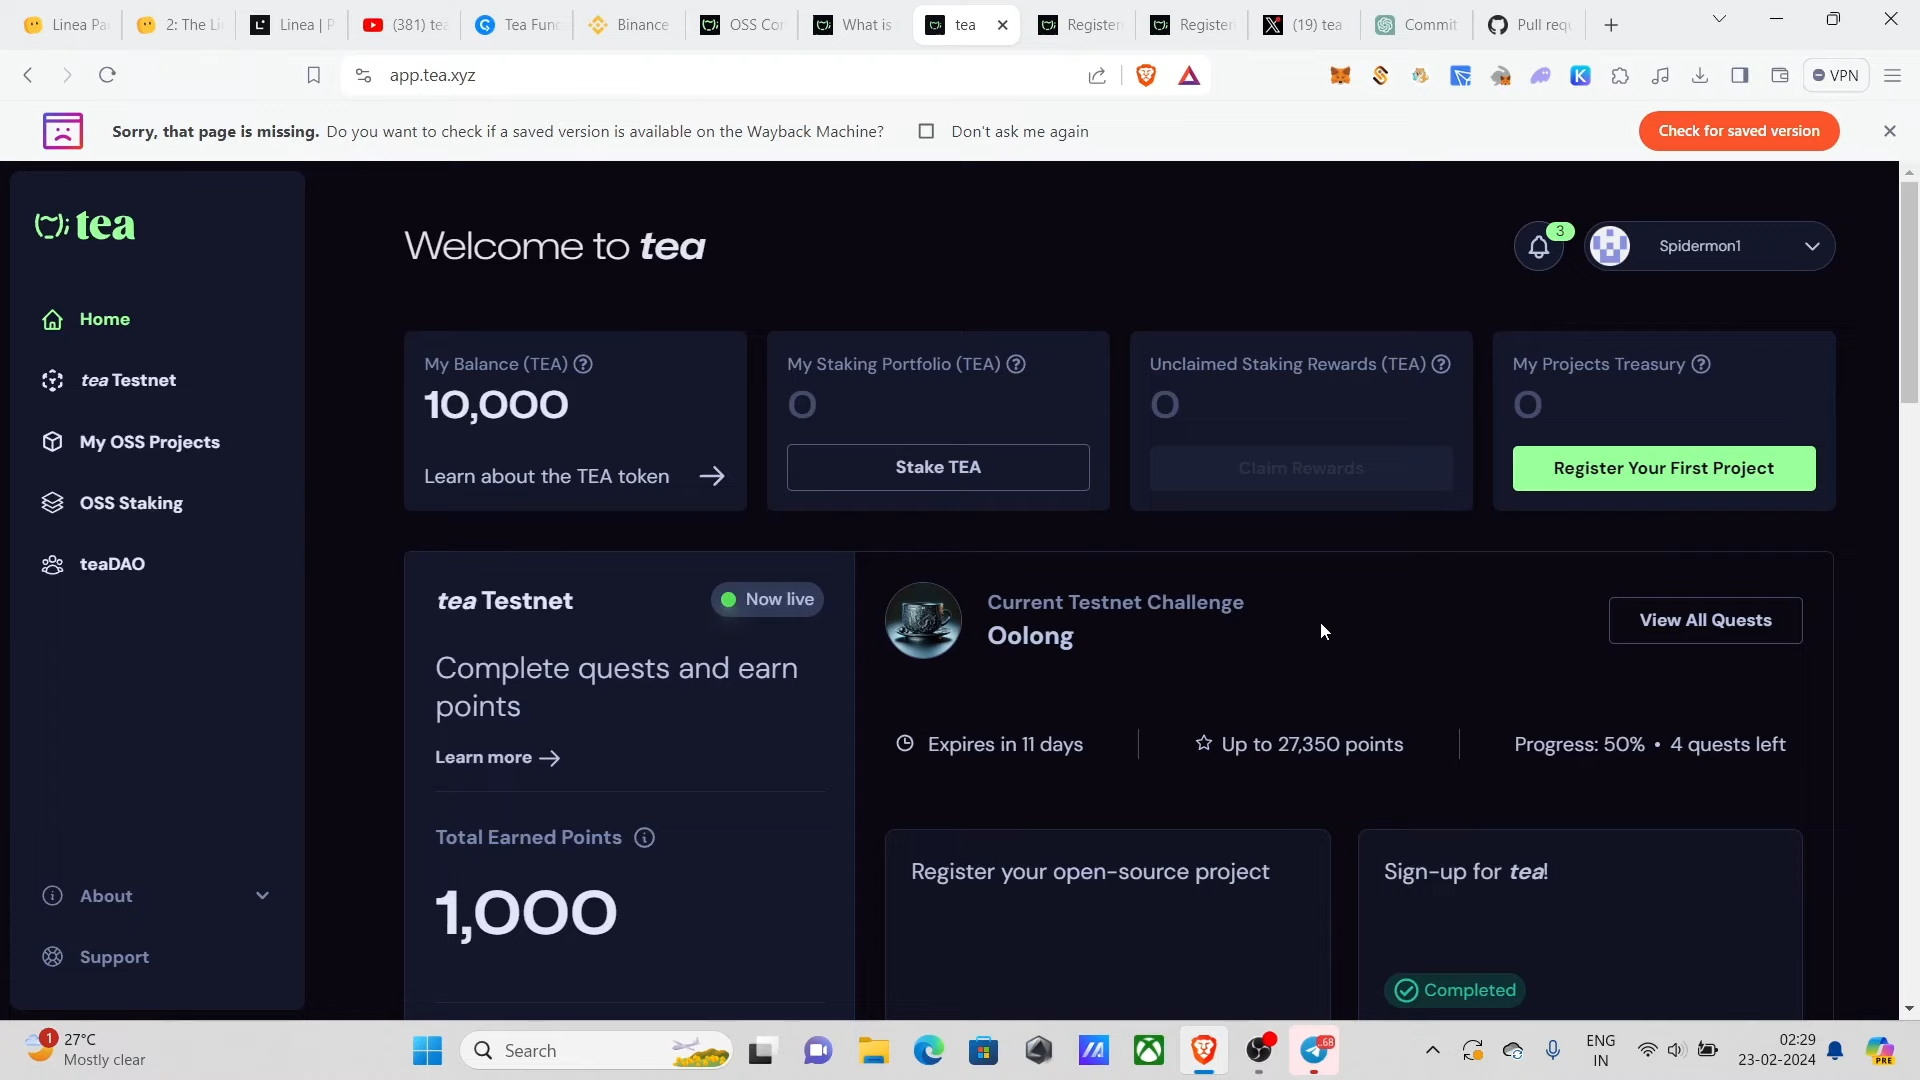 Linea Pa
2: The Li
Linea | P
(381) tea
Tea Func
Binance
OSS Cor
What is
tea
Register
Register
(19) tea
Commit
Pull requ
app.tea.xyz
VPN
Sorry, that page is missing. Do you want to check if a saved version is available on the Wayback Machine?
Don't ask me again
Check for saved version
tea
Welcome to tea
3
Spidermon1
Home
tea Testnet
My OSS Projects
OSS Staking
teaDAO
About
Support
My Balance (TEA)
10,000
Learn about the TEA token
My Staking Portfolio (TEA)
0
Stake TEA
Unclaimed Staking Rewards (TEA)
0
Claim Rewards
My Projects Treasury
0
Register Your First Project
tea Testnet
Now live
Complete quests and earn
points
Learn more
Total Earned Points
1,000
Current Testnet Challenge
Oolong
View All Quests
Expires in 11 days
Up to 27,350 points
Progress: 50% • 4 quests left
Register your open-source project
Sign-up for tea!
Completed
1
27°C
Mostly clear
Search
68
ENG
IN
02:29
23-02-2024
PRE